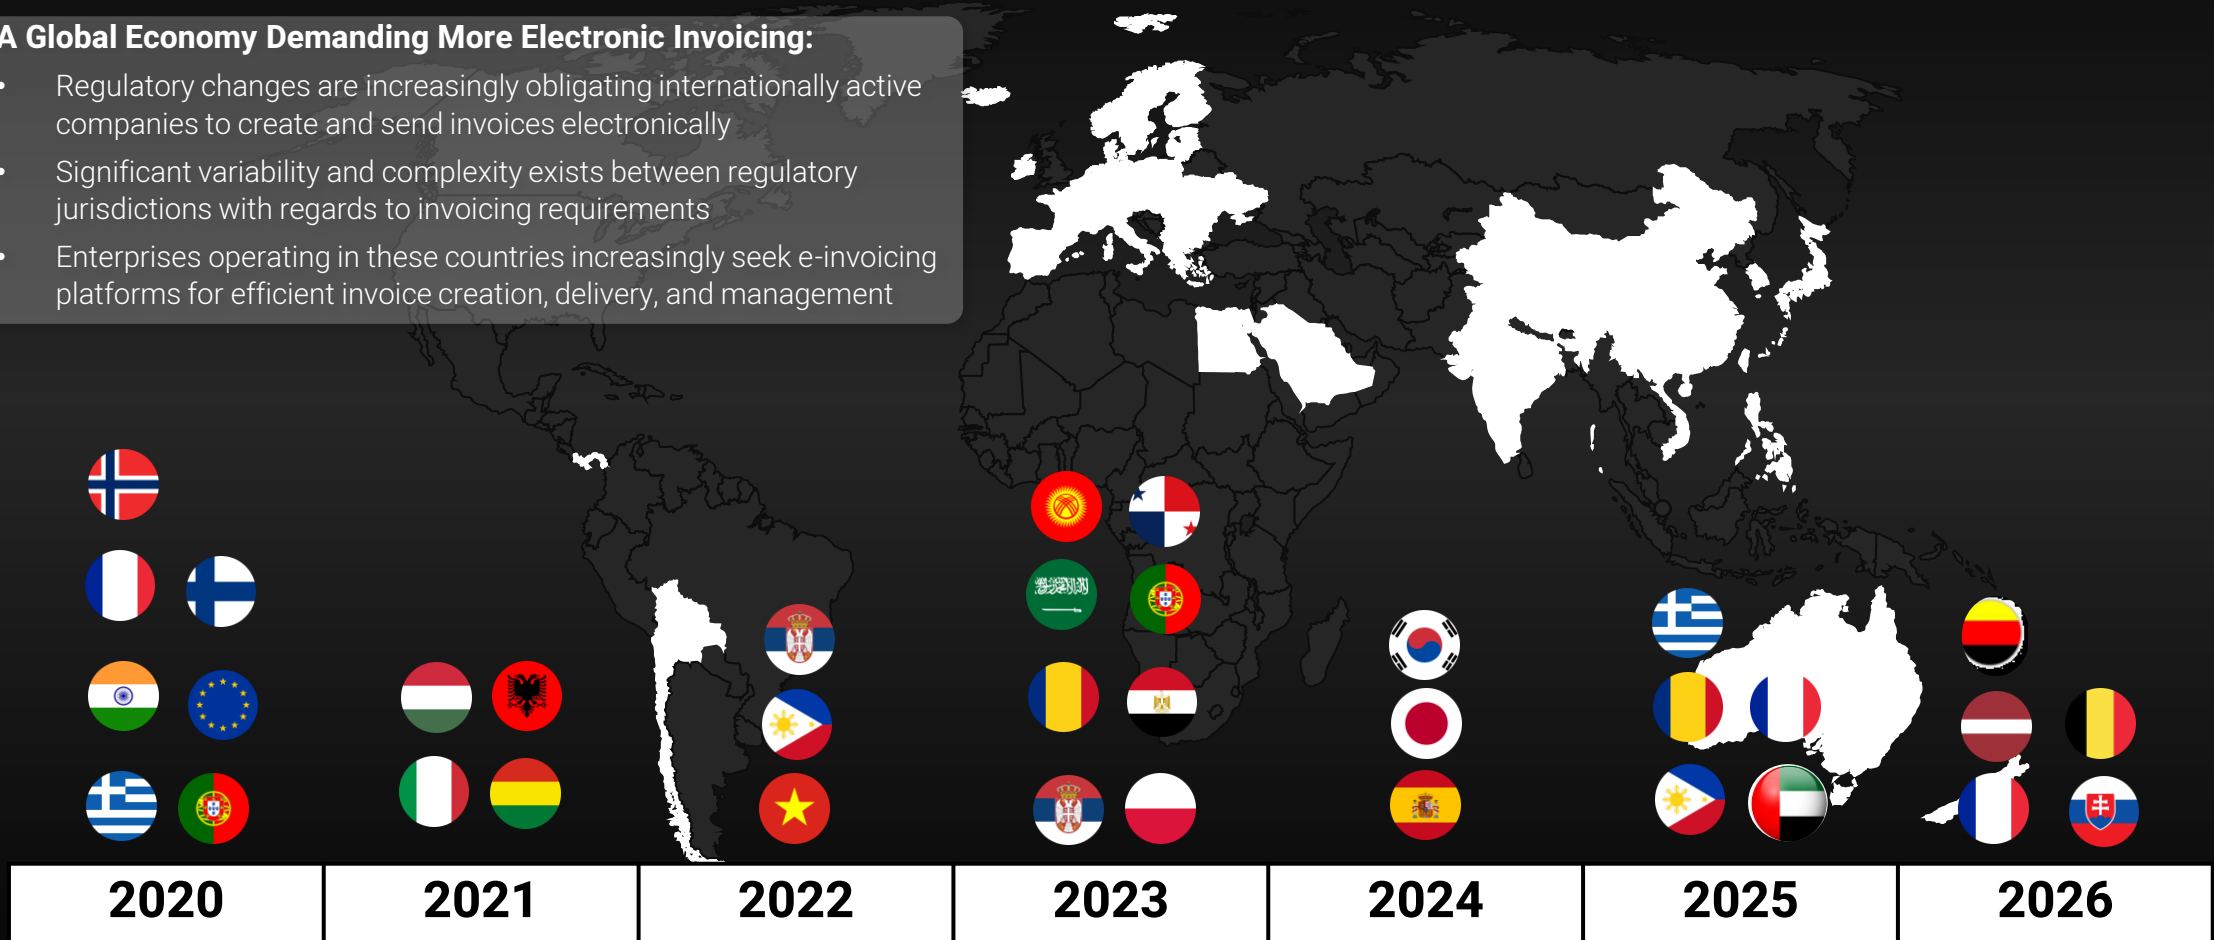 A Global Economy Demanding More Electronic Invoicing:
• Regulatory changes are increasingly obligating internationally active
companies to create and send invoices electronically
• Significant variability and complexity exists between regulatory
jurisdictions with regards to invoicing requirements
• Enterprises operating in these countries increasingly seek e-invoicing
platforms for efficient invoice creation, delivery, and management
2020 2021 2022 2023 2024 2025 2026